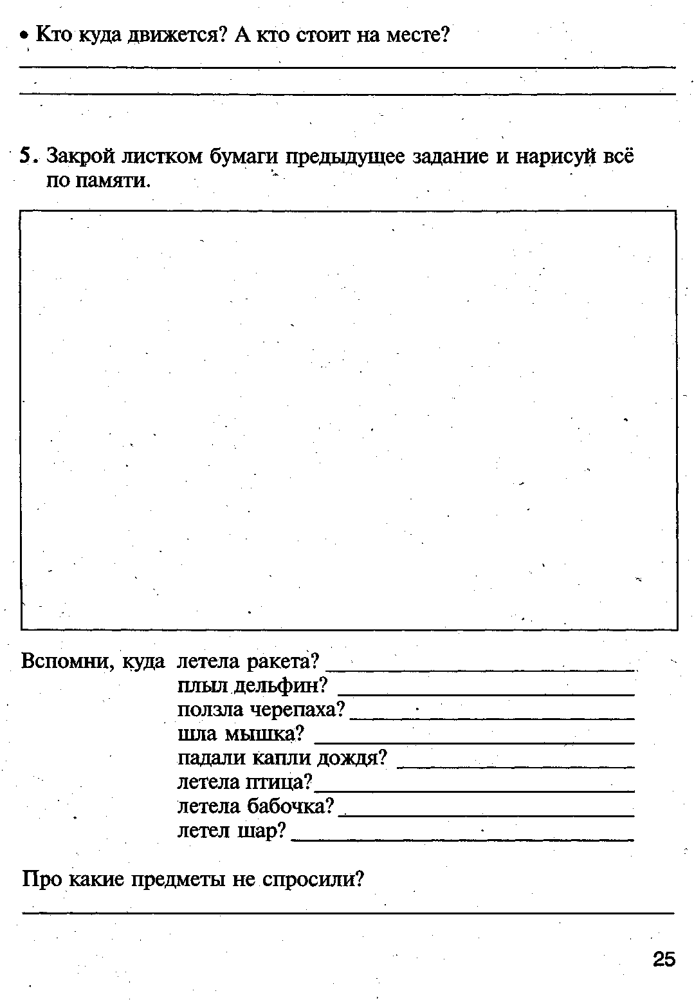 • Кто куда движется? А кто стоит на месте?
5. Закрой листком бумаги предыдущее задание и нарисуй всё
по памяти.
Вспомни, куда летела ракета?
плыл дельфин?
ползла черепаха?
шла мышка?
падали капли дождя?
летела птица?
летела бабочка?
летел шар?
Про какие предметы не спросили?
25